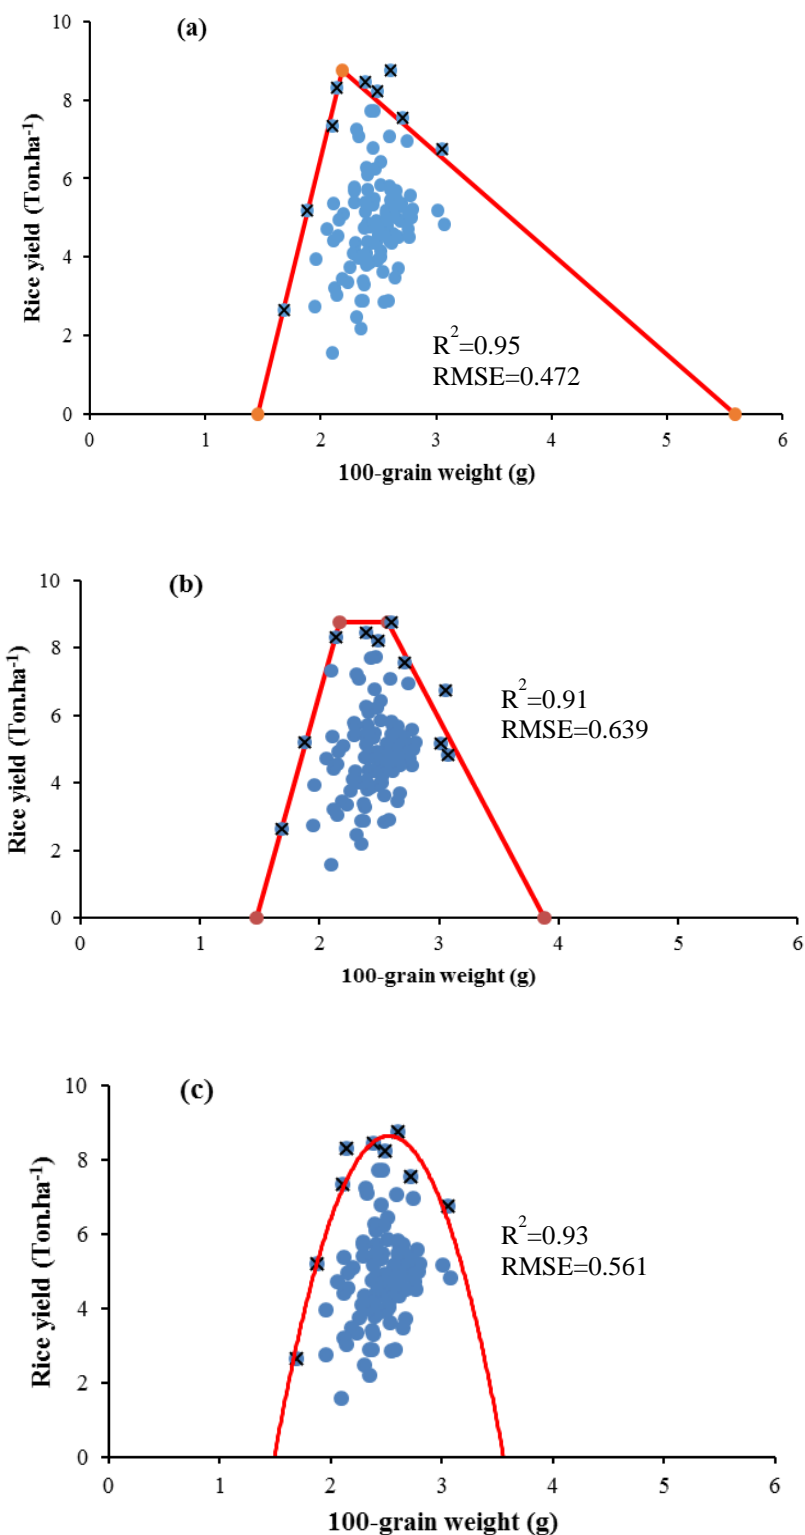 (a)
10
8
6
4
2
0
Rice yield (Ton.ha⁻¹)
R²=0.95
RMSE=0.472
0 1 2 3 4 5 6
100-grain weight (g)
(b)
10
8
6
4
2
0
Rice yield (Ton.ha⁻¹)
R²=0.91
RMSE=0.639
0 1 2 3 4 5 6
100-grain weight (g)
(c)
10
8
6
4
2
0
Rice yield (Ton.ha⁻¹)
R²=0.93
RMSE=0.561
0 1 2 3 4 5 6
100-grain weight (g)